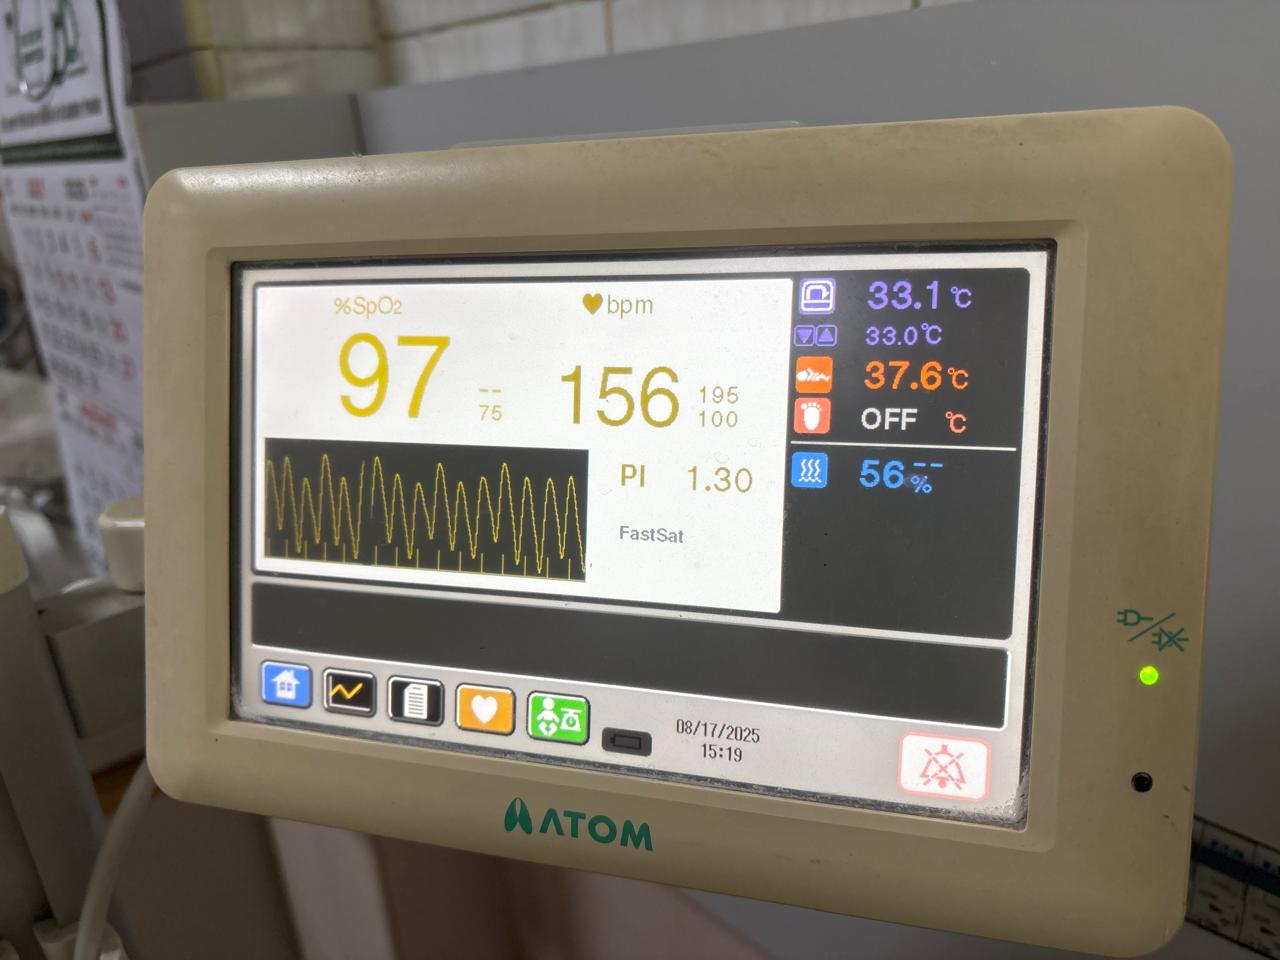 %SpO2
97
--
75
bpm
156
195
100
PI 1.30
FastSat
33.1℃
33.0℃
37.6℃
OFF ℃
56 -- %
08/17/2025
15:19
ATOM